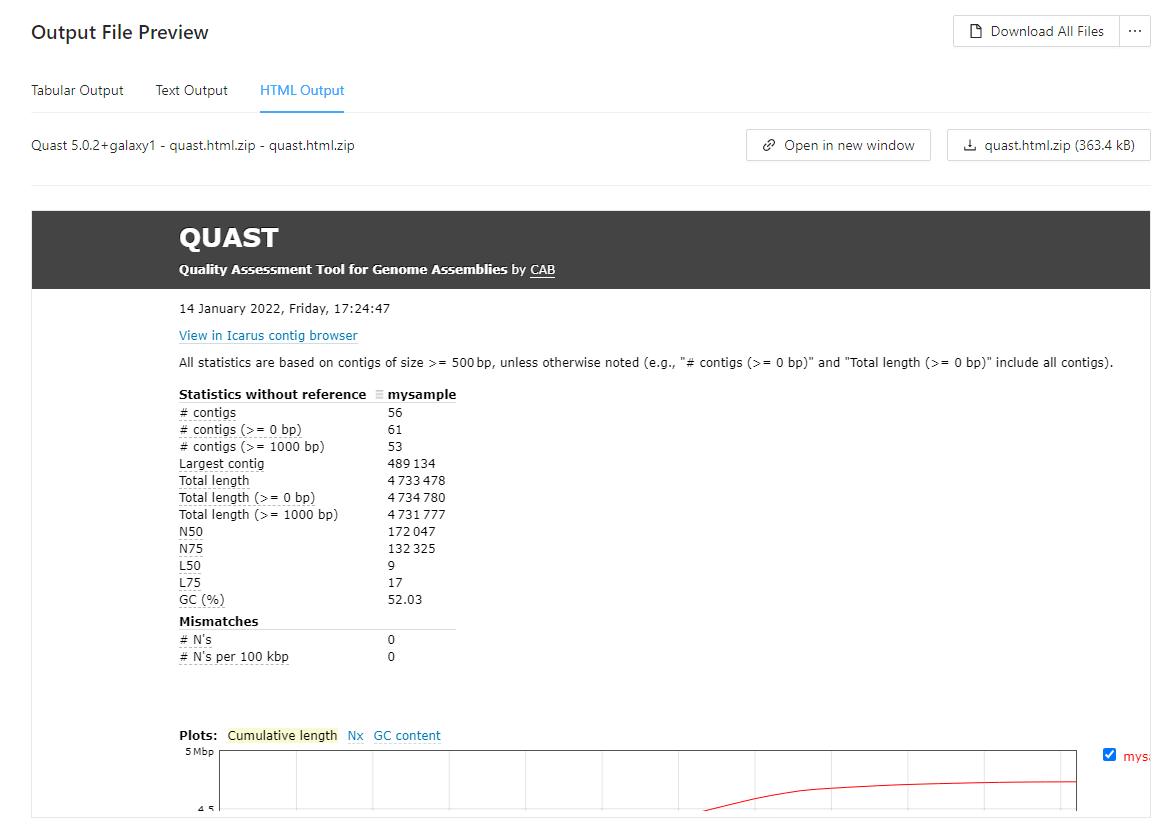 Output File Preview
Download All Files
Tabular Output Text Output HTML Output
Quast 5.0.2+galaxy1 - quast.html.zip - quast.html.zip
Open in new window
quast.html.zip (363.4 kB)
QUAST
Quality Assessment Tool for Genome Assemblies by CAB
14 January 2022, Friday, 17:24:47
View in Icarus contig browser
All statistics are based on contigs of size >= 500 bp, unless otherwise noted (e.g., "# contigs (>= 0 bp)" and "Total length (>= 0 bp)" include all contigs).
Statistics without reference mysample
# contigs 56
# contigs (>= 0 bp) 61
# contigs (>= 1000 bp) 53
Largest contig 489 134
Total length 4 733 478
Total length (>= 0 bp) 4 734 780
Total length (>= 1000 bp) 4 731 777
N50 172 047
N75 132 325
L50 9
L75 17
GC (%) 52.03
Mismatches
# N's 0
# N's per 100 kbp 0
Plots: Cumulative length Nx GC content
5 Mbp
4.5